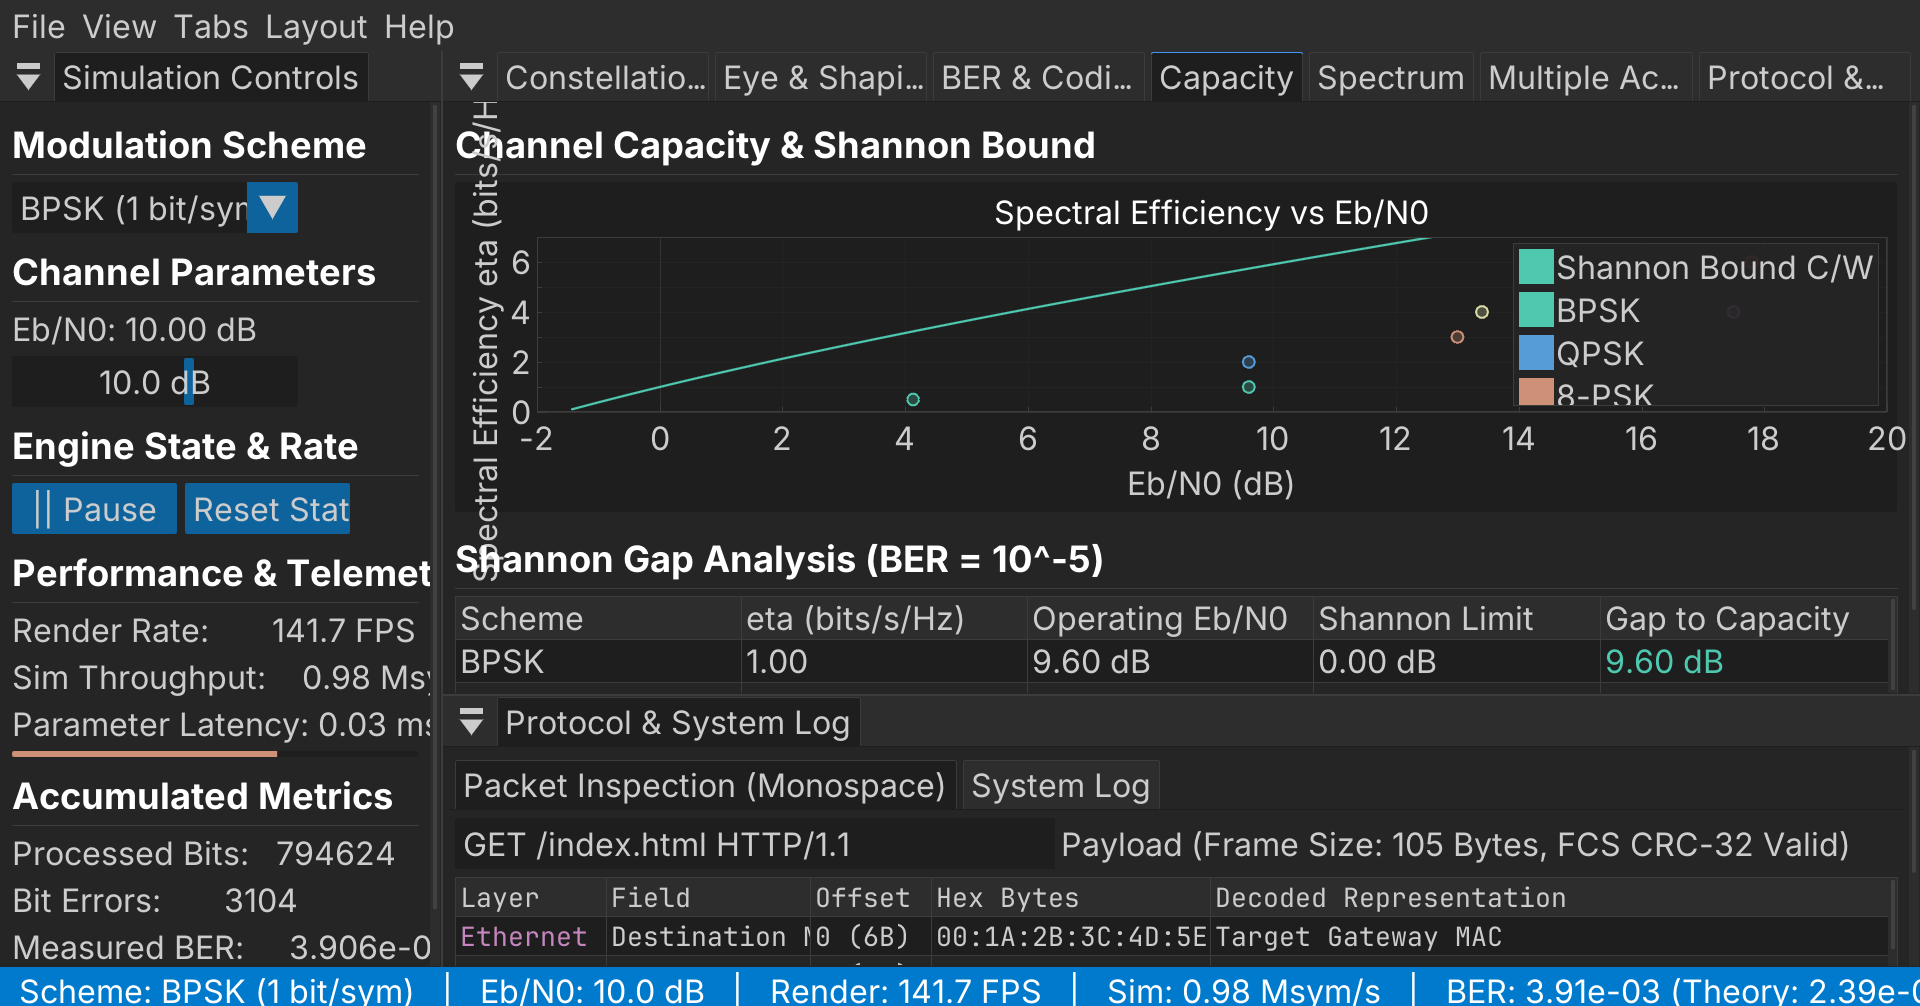 File View Tabs Layout Help
Simulation Controls
Constellatio... Eye & Shapi... BER & Codi... Capacity Spectrum Multiple Ac... Protocol &...
Modulation Scheme
BPSK (1 bit/sym
Channel Parameters
Eb/N0: 10.00 dB
10.0 dB
Engine State & Rate
|| Pause Reset Stat
Performance & Telemet
Render Rate: 141.7 FPS
Sim Throughput: 0.98 Msy
Parameter Latency: 0.03 ms
Accumulated Metrics
Processed Bits: 794624
Bit Errors: 3104
Measured BER: 3.906e-0
Channel Capacity & Shannon Bound
Spectral Efficiency vs Eb/N0
Spectral Efficiency eta (bits/s/H
6
4
2
0
-2 0 2 4 6 8 10 12 14 16 18 20
Eb/N0 (dB)
Shannon Bound C/W
BPSK
QPSK
8-PSK
Shannon Gap Analysis (BER = 10^-5)
Scheme eta (bits/s/Hz) Operating Eb/N0 Shannon Limit Gap to Capacity
BPSK 1.00 9.60 dB 0.00 dB 9.60 dB
Protocol & System Log
Packet Inspection (Monospace) System Log
GET /index.html HTTP/1.1 Payload (Frame Size: 105 Bytes, FCS CRC-32 Valid)
Layer Field Offset Hex Bytes Decoded Representation
Ethernet Destination 0 (6B) 00:1A:2B:3C:4D:5E Target Gateway MAC
Scheme: BPSK (1 bit/sym) | Eb/N0: 10.0 dB | Render: 141.7 FPS | Sim: 0.98 Msym/s | BER: 3.91e-03 (Theory: 2.39e-0